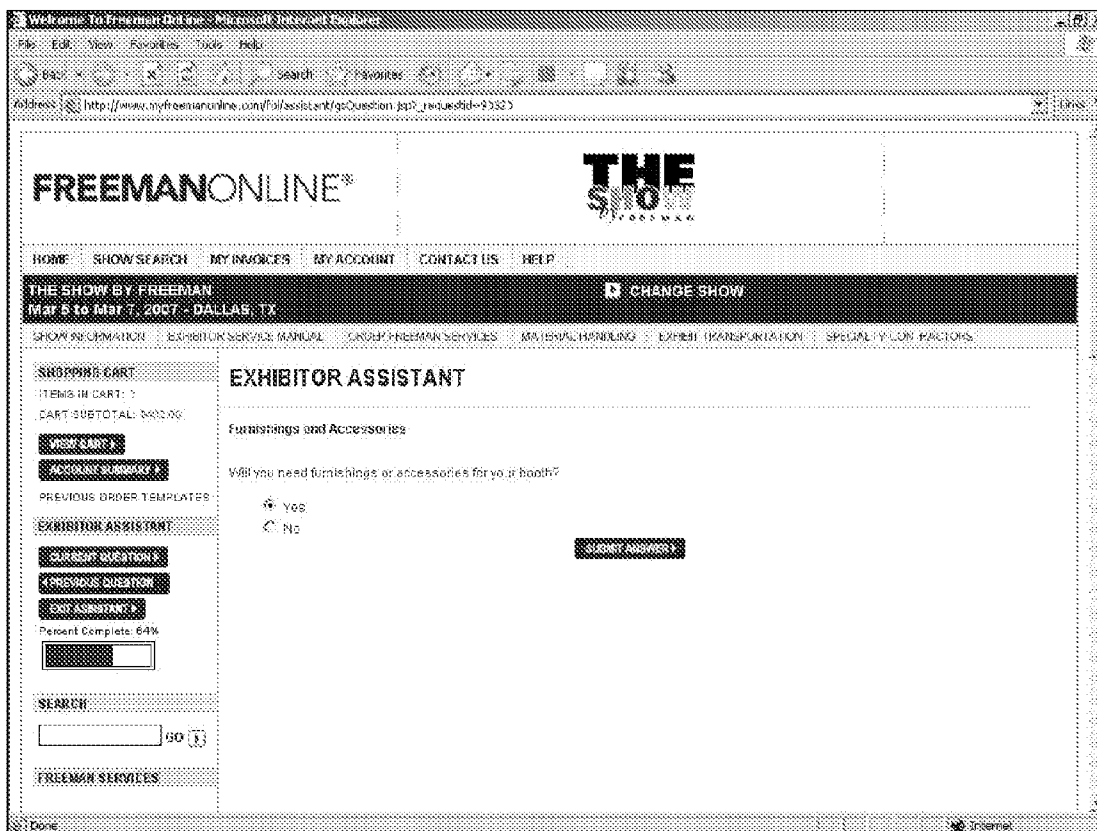 Welcome To Freeman OnLine - Microsoft Internet Explorer
File Edit View Favorites Tools Help
Back Search Favorites
Address http://www.myfreemanonline.com/fol/assistant/ Links
FREEMANONLINE®
THE
SHOW
by freeman
HOME SHOW SEARCH MY INVOICES MY ACCOUNT CONTACT US HELP
THE SHOW BY FREEMAN CHANGE SHOW
Mar 5 to Mar 7, 2007 - DALLAS, TX
SHOW INFORMATION EXHIBITOR SERVICE MANUAL ORDER FREEMAN SERVICES MATERIAL HANDLING EXHIBIT TRANSPORTATION SPECIALTY CONTRACTORS
SHOPPING CART
ITEMS IN CART:
CART SUBTOTAL:
VIEW CART
ACCOUNT SUMMARY
PREVIOUS ORDER TEMPLATES
EXHIBITOR ASSISTANT
CURRENT QUESTION
PREVIOUS QUESTION
EXIT ASSISTANT
Percent Complete: 64%
SEARCH
GO
FREEMAN SERVICES
EXHIBITOR ASSISTANT
Furnishings and Accessories
Will you need furnishings or accessories for your booth?
Yes
No
SUBMIT ANSWER
Done Internet